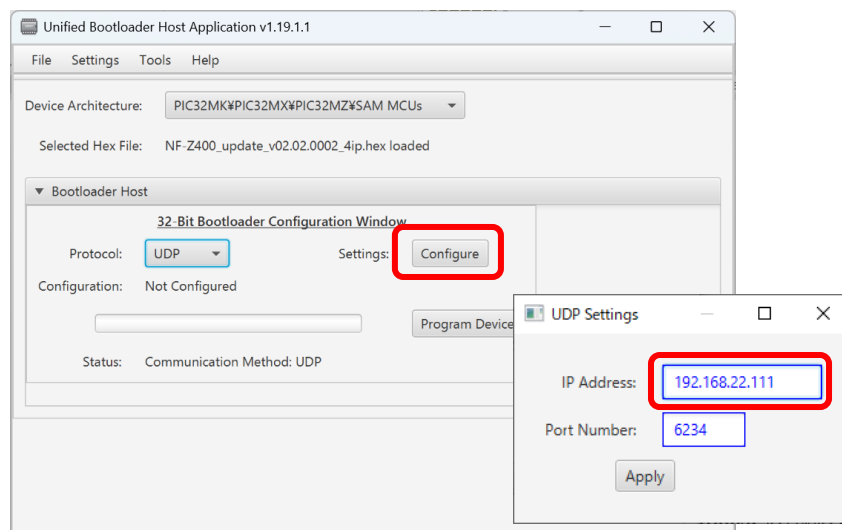 Unified Bootloader Host Application v1.19.1.1
File Settings Tools Help
Device Architecture: PIC32MK¥PIC32MX¥PIC32MZ¥SAM MCUs
Selected Hex File: NF-Z400_update_v02.02.0002_4ip.hex loaded
Bootloader Host
32-Bit Bootloader Configuration Window
Protocol: UDP Settings: Configure
Configuration: Not Configured
Program Device
Status: Communication Method: UDP
UDP Settings
IP Address: 192.168.22.111
Port Number: 6234
Apply